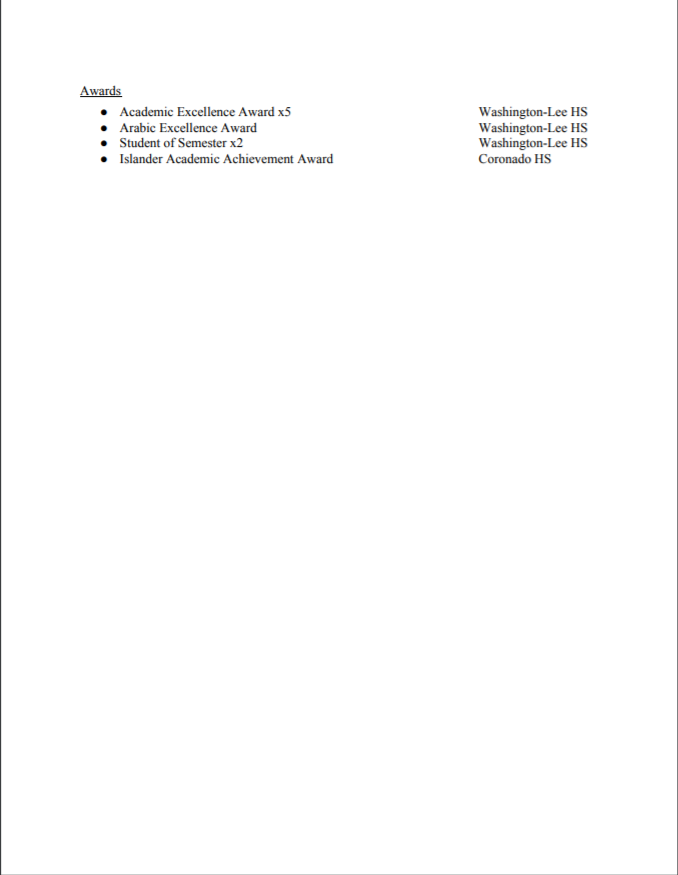 Awards
● Academic Excellence Award x5 Washington-Lee HS
● Arabic Excellence Award Washington-Lee HS
● Student of Semester x2 Washington-Lee HS
● Islander Academic Achievement Award Coronado HS